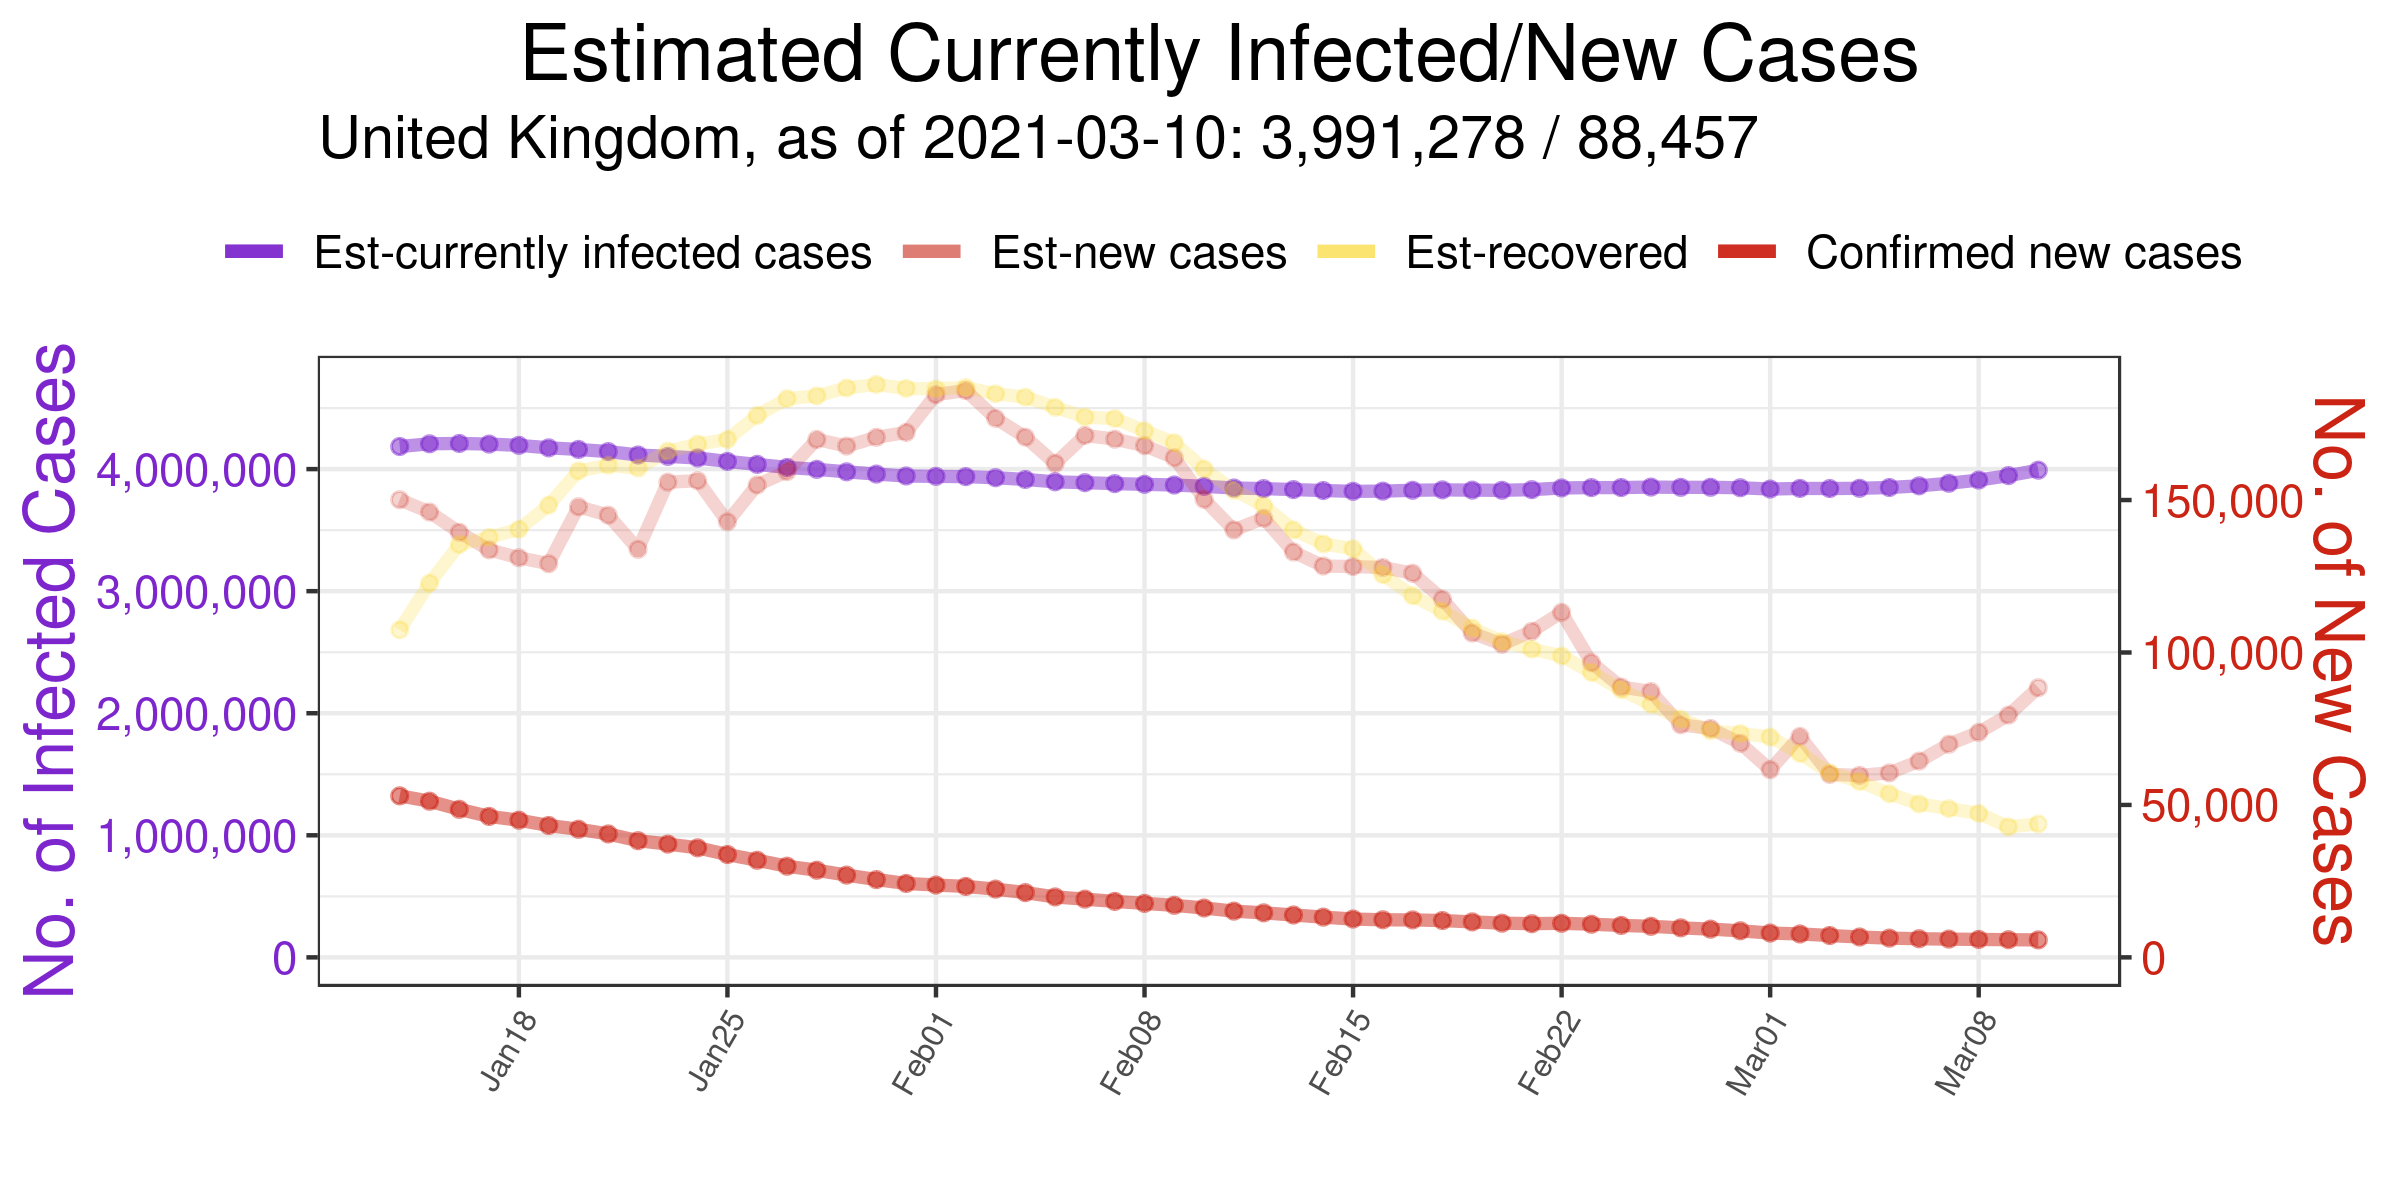 Estimated Currently Infected/New Cases
United Kingdom, as of 2021-03-10: 3,991,278 / 88,457
Est-currently infected cases Est-new cases Est-recovered Confirmed new cases
No. of Infected Cases
4,000,000
3,000,000
2,000,000
1,000,000
0
150,000
100,000
50,000
0
No. of New Cases
Jan18 Jan25 Feb01 Feb08 Feb15 Feb22 Mar01 Mar08